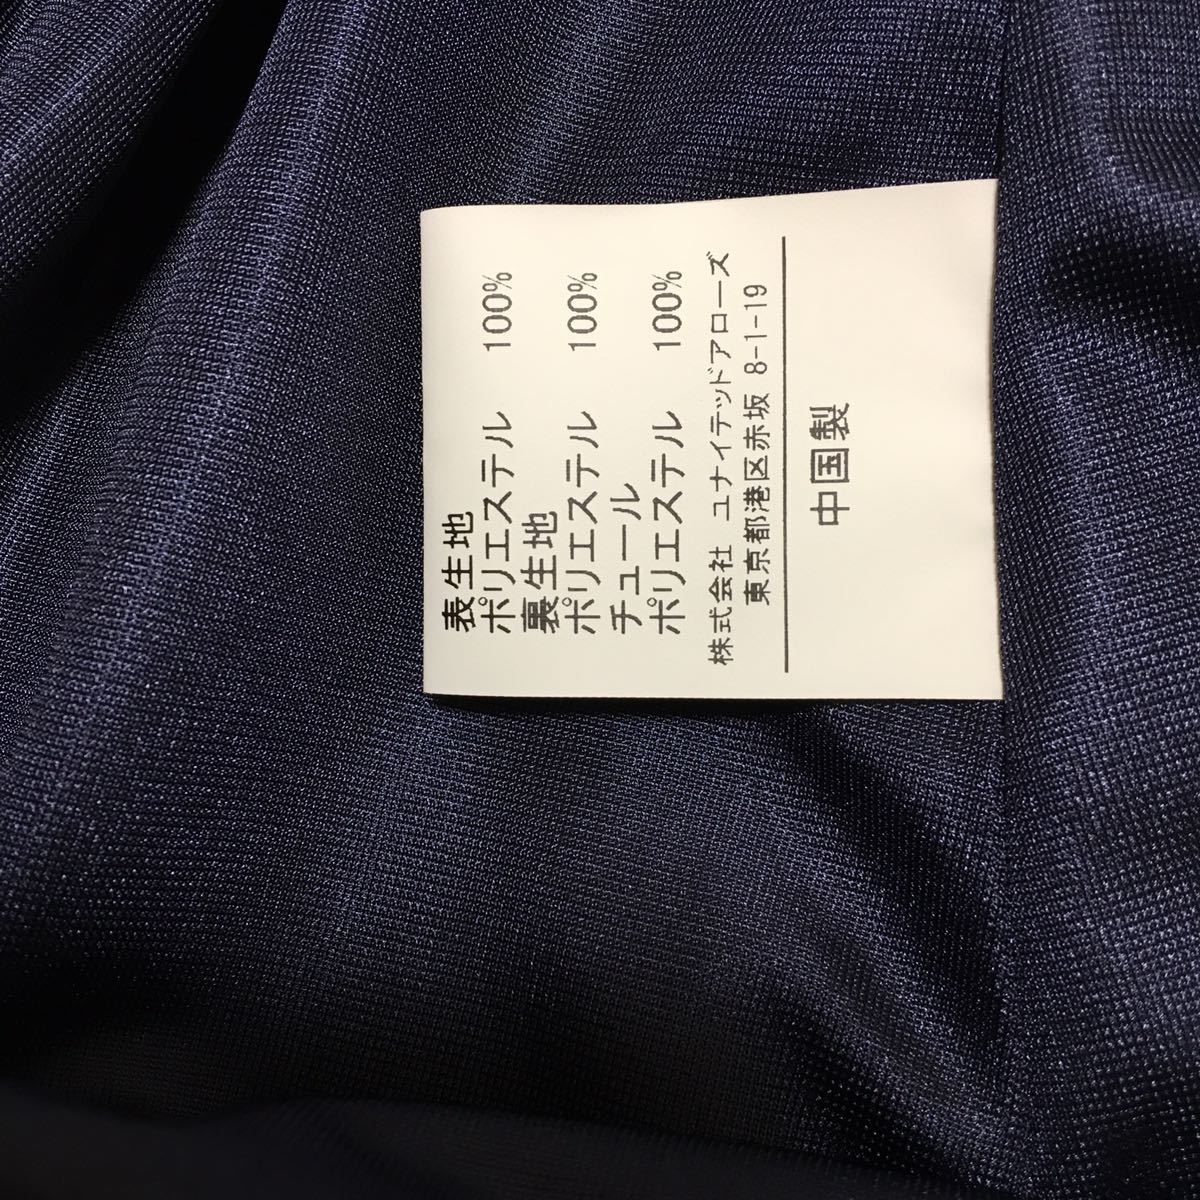 表生地
ポリエステル 100%
裏生地
ポリエステル 100%
チュール
ポリエステル 100%
株式会社 ユナイテッドアローズ
東京都港区赤坂 8-1-19
中国製